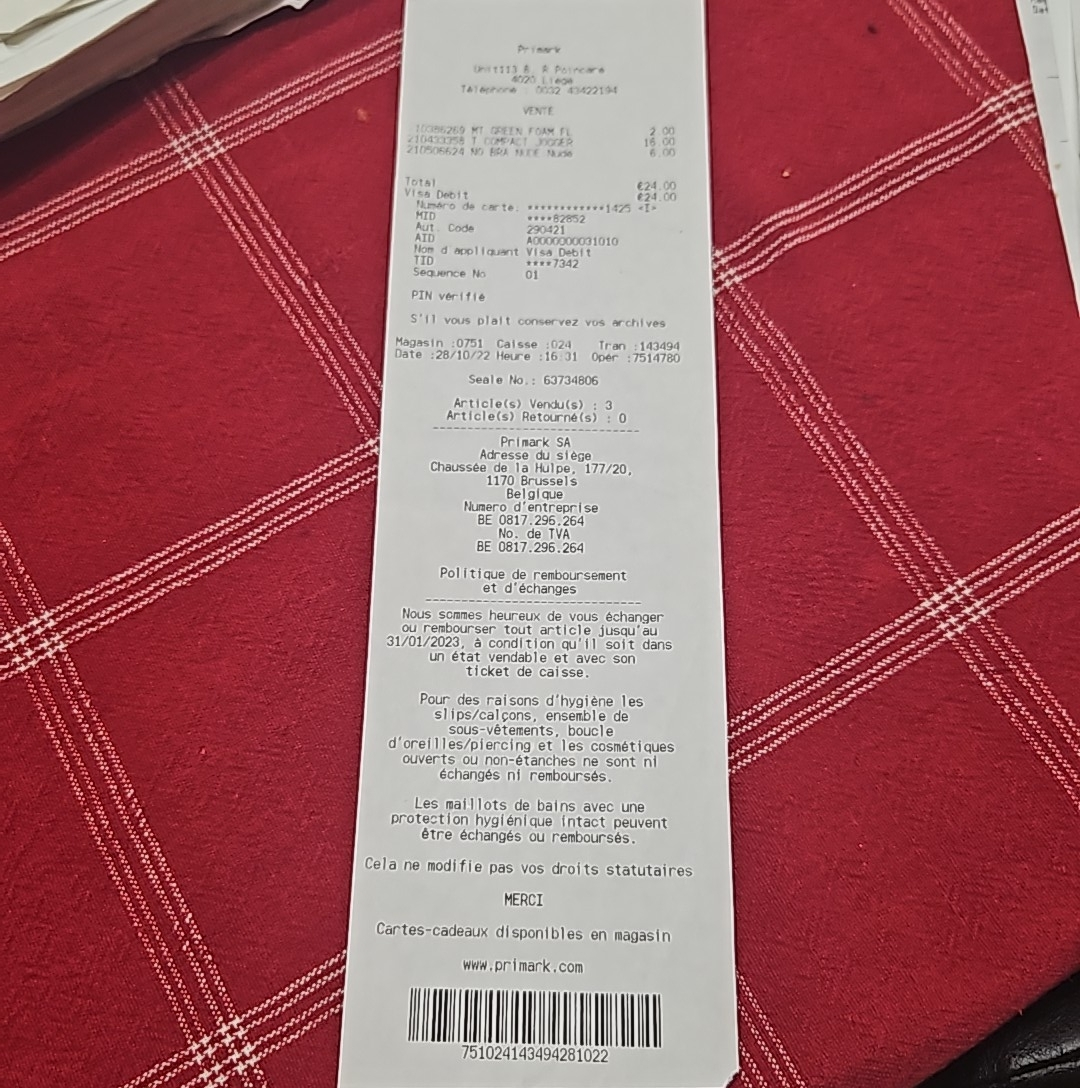 Primark
Unit113 B. R Poincaré
4020 Liège
Téléphone : 0032 43422194
VENTE
210386269 MT GREEN FOAM FL 2.00
210433358 T COMPACT JOGGER 16.00
210506624 NO BRA NUDE Nude 6.00
Total €24.00
Visa Debit €24.00
Numéro de carte: ************1425 <I>
MID ****82852
Aut. Code 290421
AID A0000000031010
Nom d'appliquant Visa Debit
TID ****7342
Sequence No 01
PIN vérifié
S'il vous plait conservez vos archives
Magasin :0751 Caisse :024 Tran :143494
Date :28/10/22 Heure :16:31 Opér :7514780
Seale No.: 63734806
Article(s) Vendu(s) : 3
Article(s) Retourné(s) : 0
------------------------------
Primark SA
Adresse du siège
Chaussée de la Hulpe, 177/20,
1170 Brussels
Belgique
Numero d'entreprise
BE 0817.296.264
No. de TVA
BE 0817.296.264
Politique de remboursement
et d'échanges
------------------------------
Nous sommes heureux de vous échanger
ou rembourser tout article jusqu'au
31/01/2023, à condition qu'il soit dans
un état vendable et avec son
ticket de caisse.
Pour des raisons d'hygiène les
slips/calçons, ensemble de
sous-vêtements, boucle
d'oreilles/piercing et les cosmétiques
ouverts ou non-étanches ne sont ni
échangés ni remboursés.
Les maillots de bains avec une
protection hygiénique intact peuvent
être échangés ou remboursés.
Cela ne modifie pas vos droits statutaires
MERCI
Cartes-cadeaux disponibles en magasin
www.primark.com
751024143494281022